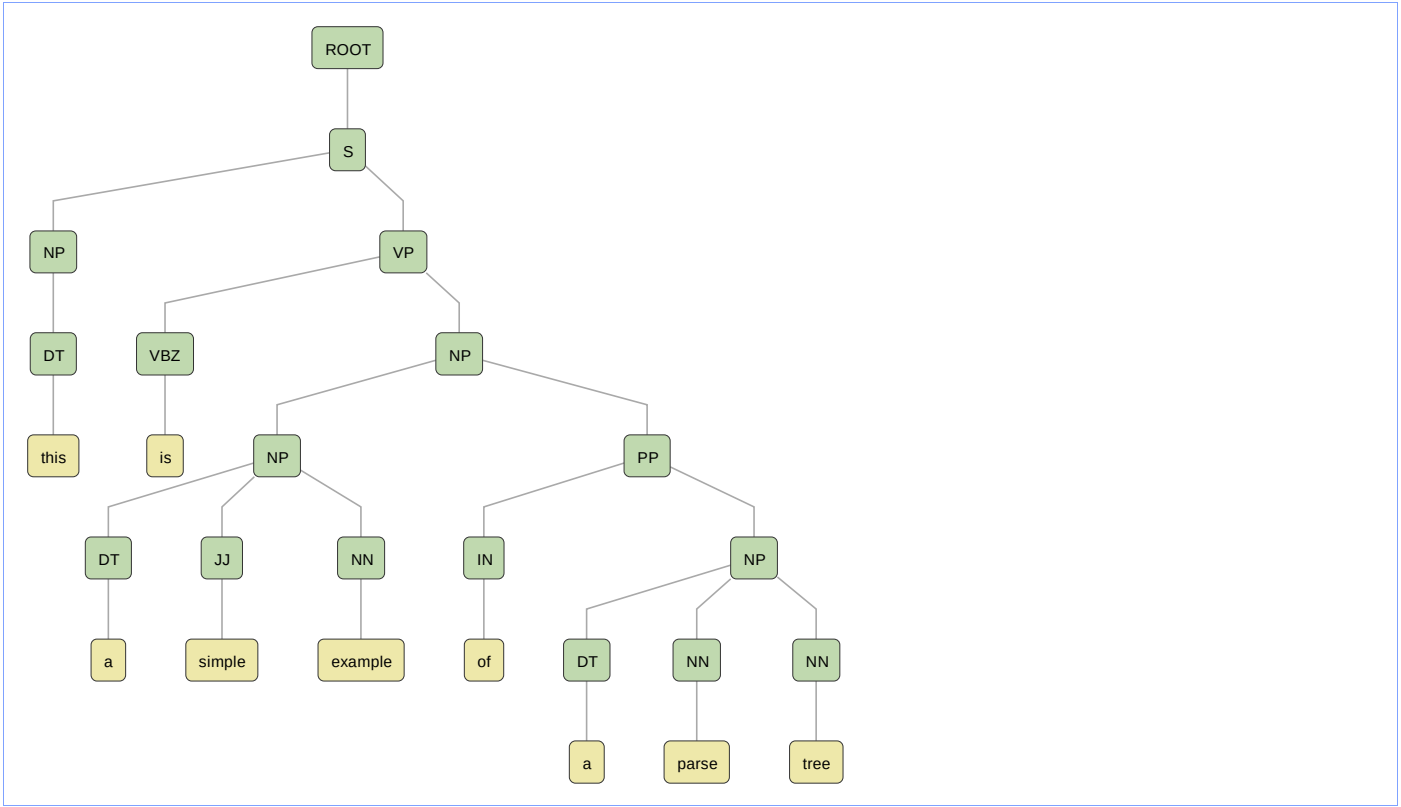 ROOT
S
NP VP
DT VBZ NP
this is NP PP
DT JJ NN IN NP
a simple example of DT NN NN
a parse tree